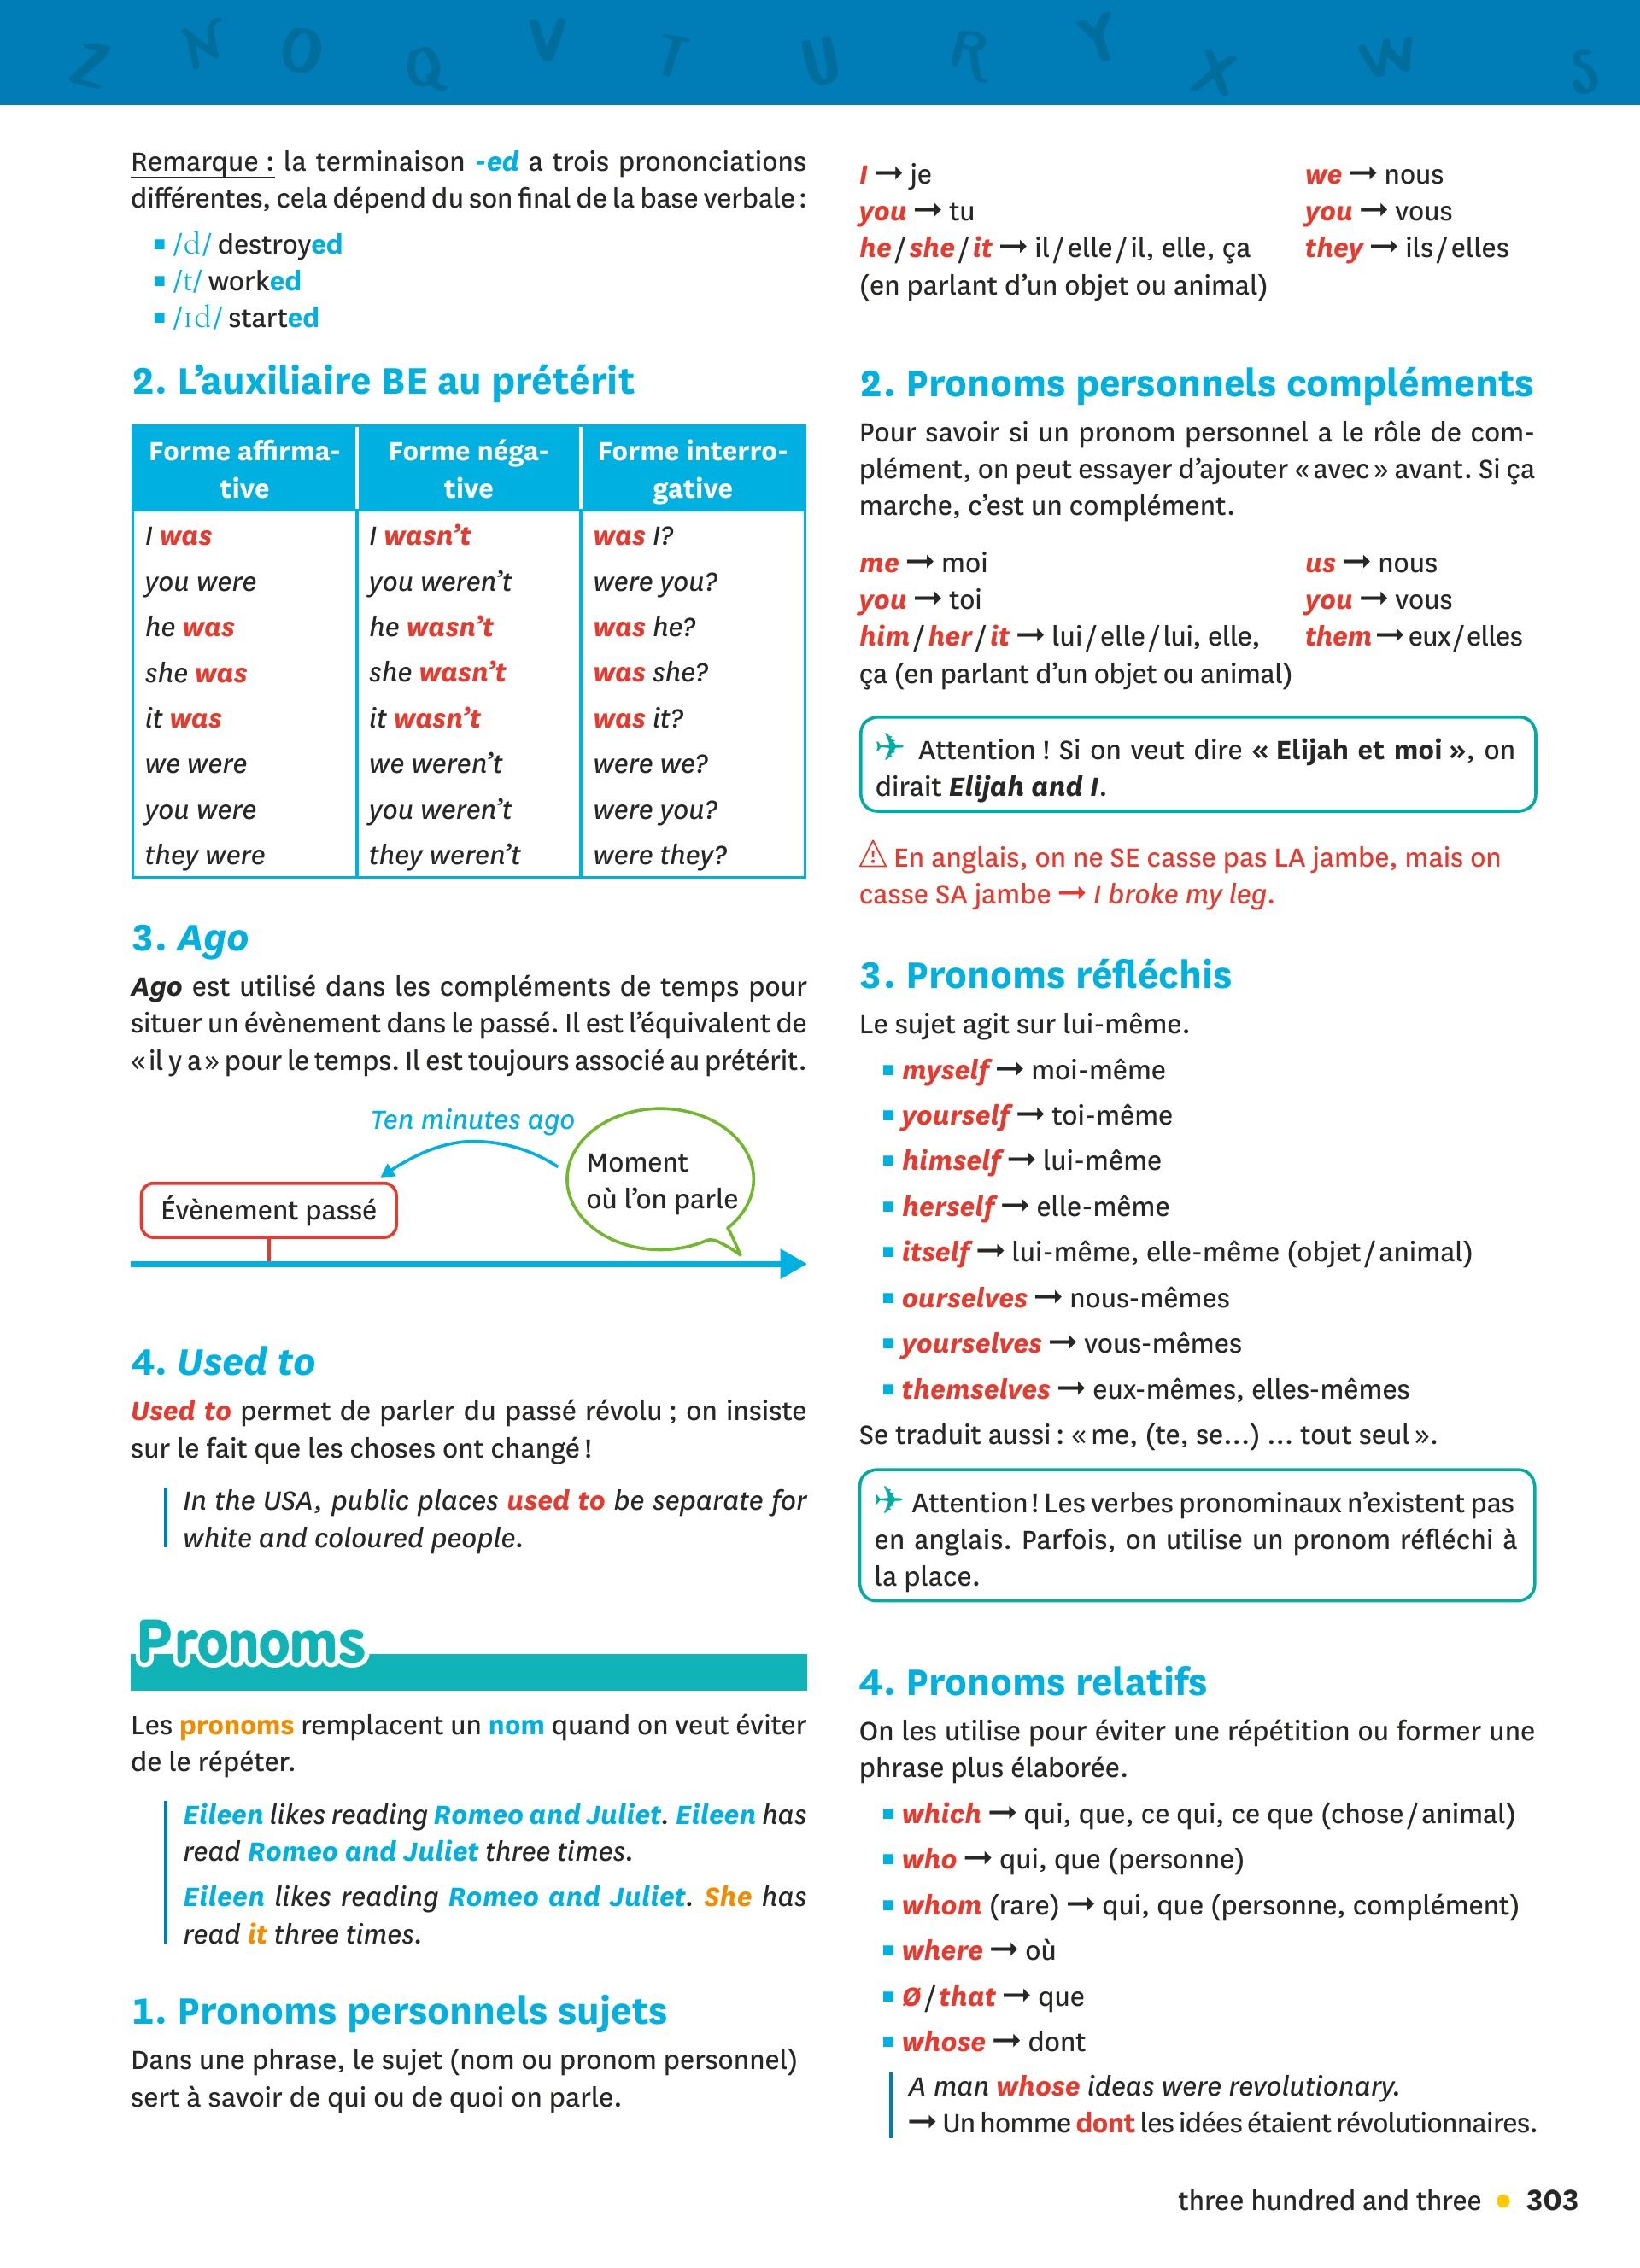 Z N O Q V T U R Y X W S
Remarque : la terminaison -ed a trois prononciations
différentes, cela dépend du son final de la base verbale :
▪ /d/ destroyed
▪ /t/ worked
▪ /ɪd/ started
2. L’auxiliaire BE au prétérit
Forme affirma- Forme néga- Forme interro-
tive tive gative
I was I wasn’t was I?
you were you weren’t were you?
he was he wasn’t was he?
she was she wasn’t was she?
it was it wasn’t was it?
we were we weren’t were we?
you were you weren’t were you?
they were they weren’t were they?
3. Ago
Ago est utilisé dans les compléments de temps pour
situer un évènement dans le passé. Il est l’équivalent de
« il y a » pour le temps. Il est toujours associé au prétérit.
Ten minutes ago
Moment
où l’on parle
Évènement passé
4. Used to
Used to permet de parler du passé révolu ; on insiste
sur le fait que les choses ont changé !
In the USA, public places used to be separate for
white and coloured people.
Pronoms
Les pronoms remplacent un nom quand on veut éviter
de le répéter.
Eileen likes reading Romeo and Juliet. Eileen has
read Romeo and Juliet three times.
Eileen likes reading Romeo and Juliet. She has
read it three times.
1. Pronoms personnels sujets
Dans une phrase, le sujet (nom ou pronom personnel)
sert à savoir de qui ou de quoi on parle.
I → je we → nous
you → tu you → vous
he / she / it → il / elle / il, elle, ça they → ils / elles
(en parlant d’un objet ou animal)
2. Pronoms personnels compléments
Pour savoir si un pronom personnel a le rôle de com-
plément, on peut essayer d’ajouter « avec » avant. Si ça
marche, c’est un complément.
me → moi us → nous
you → toi you → vous
him / her / it → lui / elle / lui, elle, them → eux / elles
ça (en parlant d’un objet ou animal)
✈ Attention ! Si on veut dire « Elijah et moi », on
dirait Elijah and I.
⚠ En anglais, on ne SE casse pas LA jambe, mais on
casse SA jambe → I broke my leg.
3. Pronoms réfléchis
Le sujet agit sur lui-même.
▪ myself → moi-même
▪ yourself → toi-même
▪ himself → lui-même
▪ herself → elle-même
▪ itself → lui-même, elle-même (objet / animal)
▪ ourselves → nous-mêmes
▪ yourselves → vous-mêmes
▪ themselves → eux-mêmes, elles-mêmes
Se traduit aussi : « me, (te, se…) … tout seul ».
✈ Attention ! Les verbes pronominaux n’existent pas
en anglais. Parfois, on utilise un pronom réfléchi à
la place.
4. Pronoms relatifs
On les utilise pour éviter une répétition ou former une
phrase plus élaborée.
▪ which → qui, que, ce qui, ce que (chose / animal)
▪ who → qui, que (personne)
▪ whom (rare) → qui, que (personne, complément)
▪ where → où
▪ Ø / that → que
▪ whose → dont
A man whose ideas were revolutionary.
→ Un homme dont les idées étaient révolutionnaires.
three hundred and three • 303